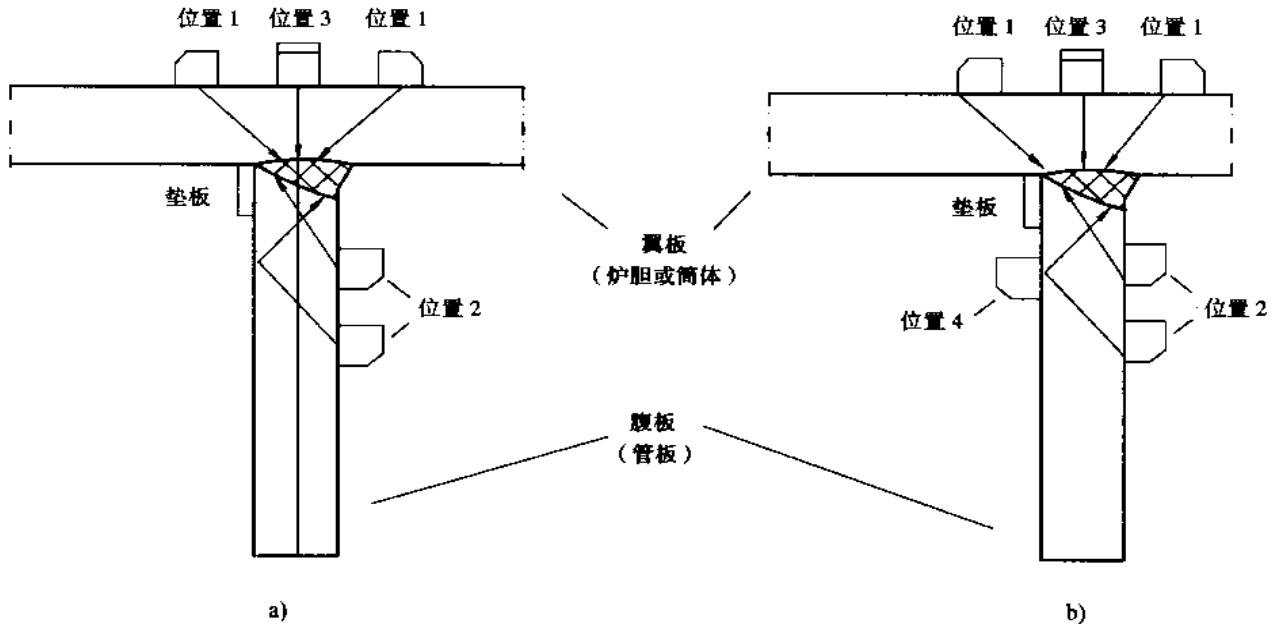 位置 1
位置 3
位置 1
位置 1
位置 3
位置 1
垫板
垫板
翼板
（炉胆或筒体）
位置 2
位置 4
位置 2
腹板
（管板）
a)
b)